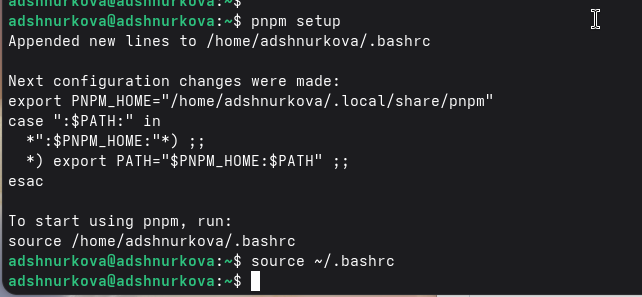 adshnurkova@adshnurkova:~$
adshnurkova@adshnurkova:~$ pnpm setup
Appended new lines to /home/adshnurkova/.bashrc

Next configuration changes were made:
export PNPM_HOME="/home/adshnurkova/.local/share/pnpm"
case ":$PATH:" in
  *":$PNPM_HOME:"*) ;;
  *) export PATH="$PNPM_HOME:$PATH" ;;
esac

To start using pnpm, run:
source /home/adshnurkova/.bashrc
adshnurkova@adshnurkova:~$ source ~/.bashrc
adshnurkova@adshnurkova:~$